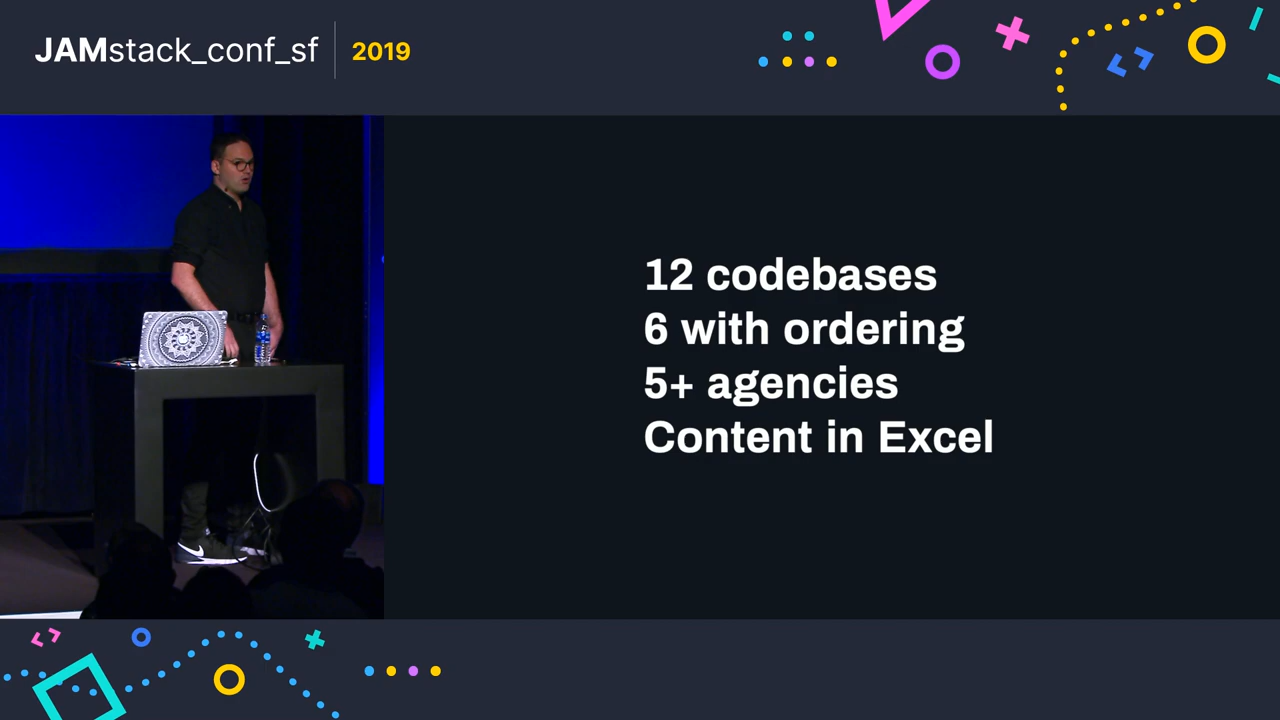 JAMstack_conf_sf 2019
12 codebases
6 with ordering
5+ agencies
Content in Excel